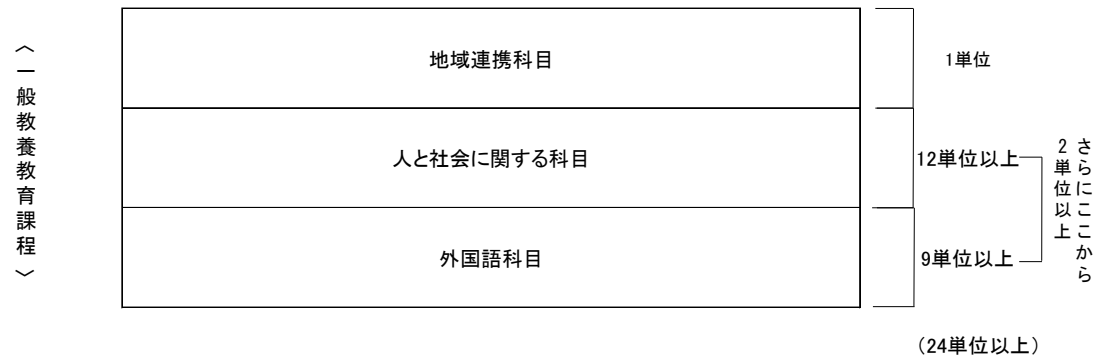 〈一般教養教育課程〉
地域連携科目
1単位
人と社会に関する科目
12単位以上
外国語科目
9単位以上
さらにここから
2単位以上
(24単位以上)